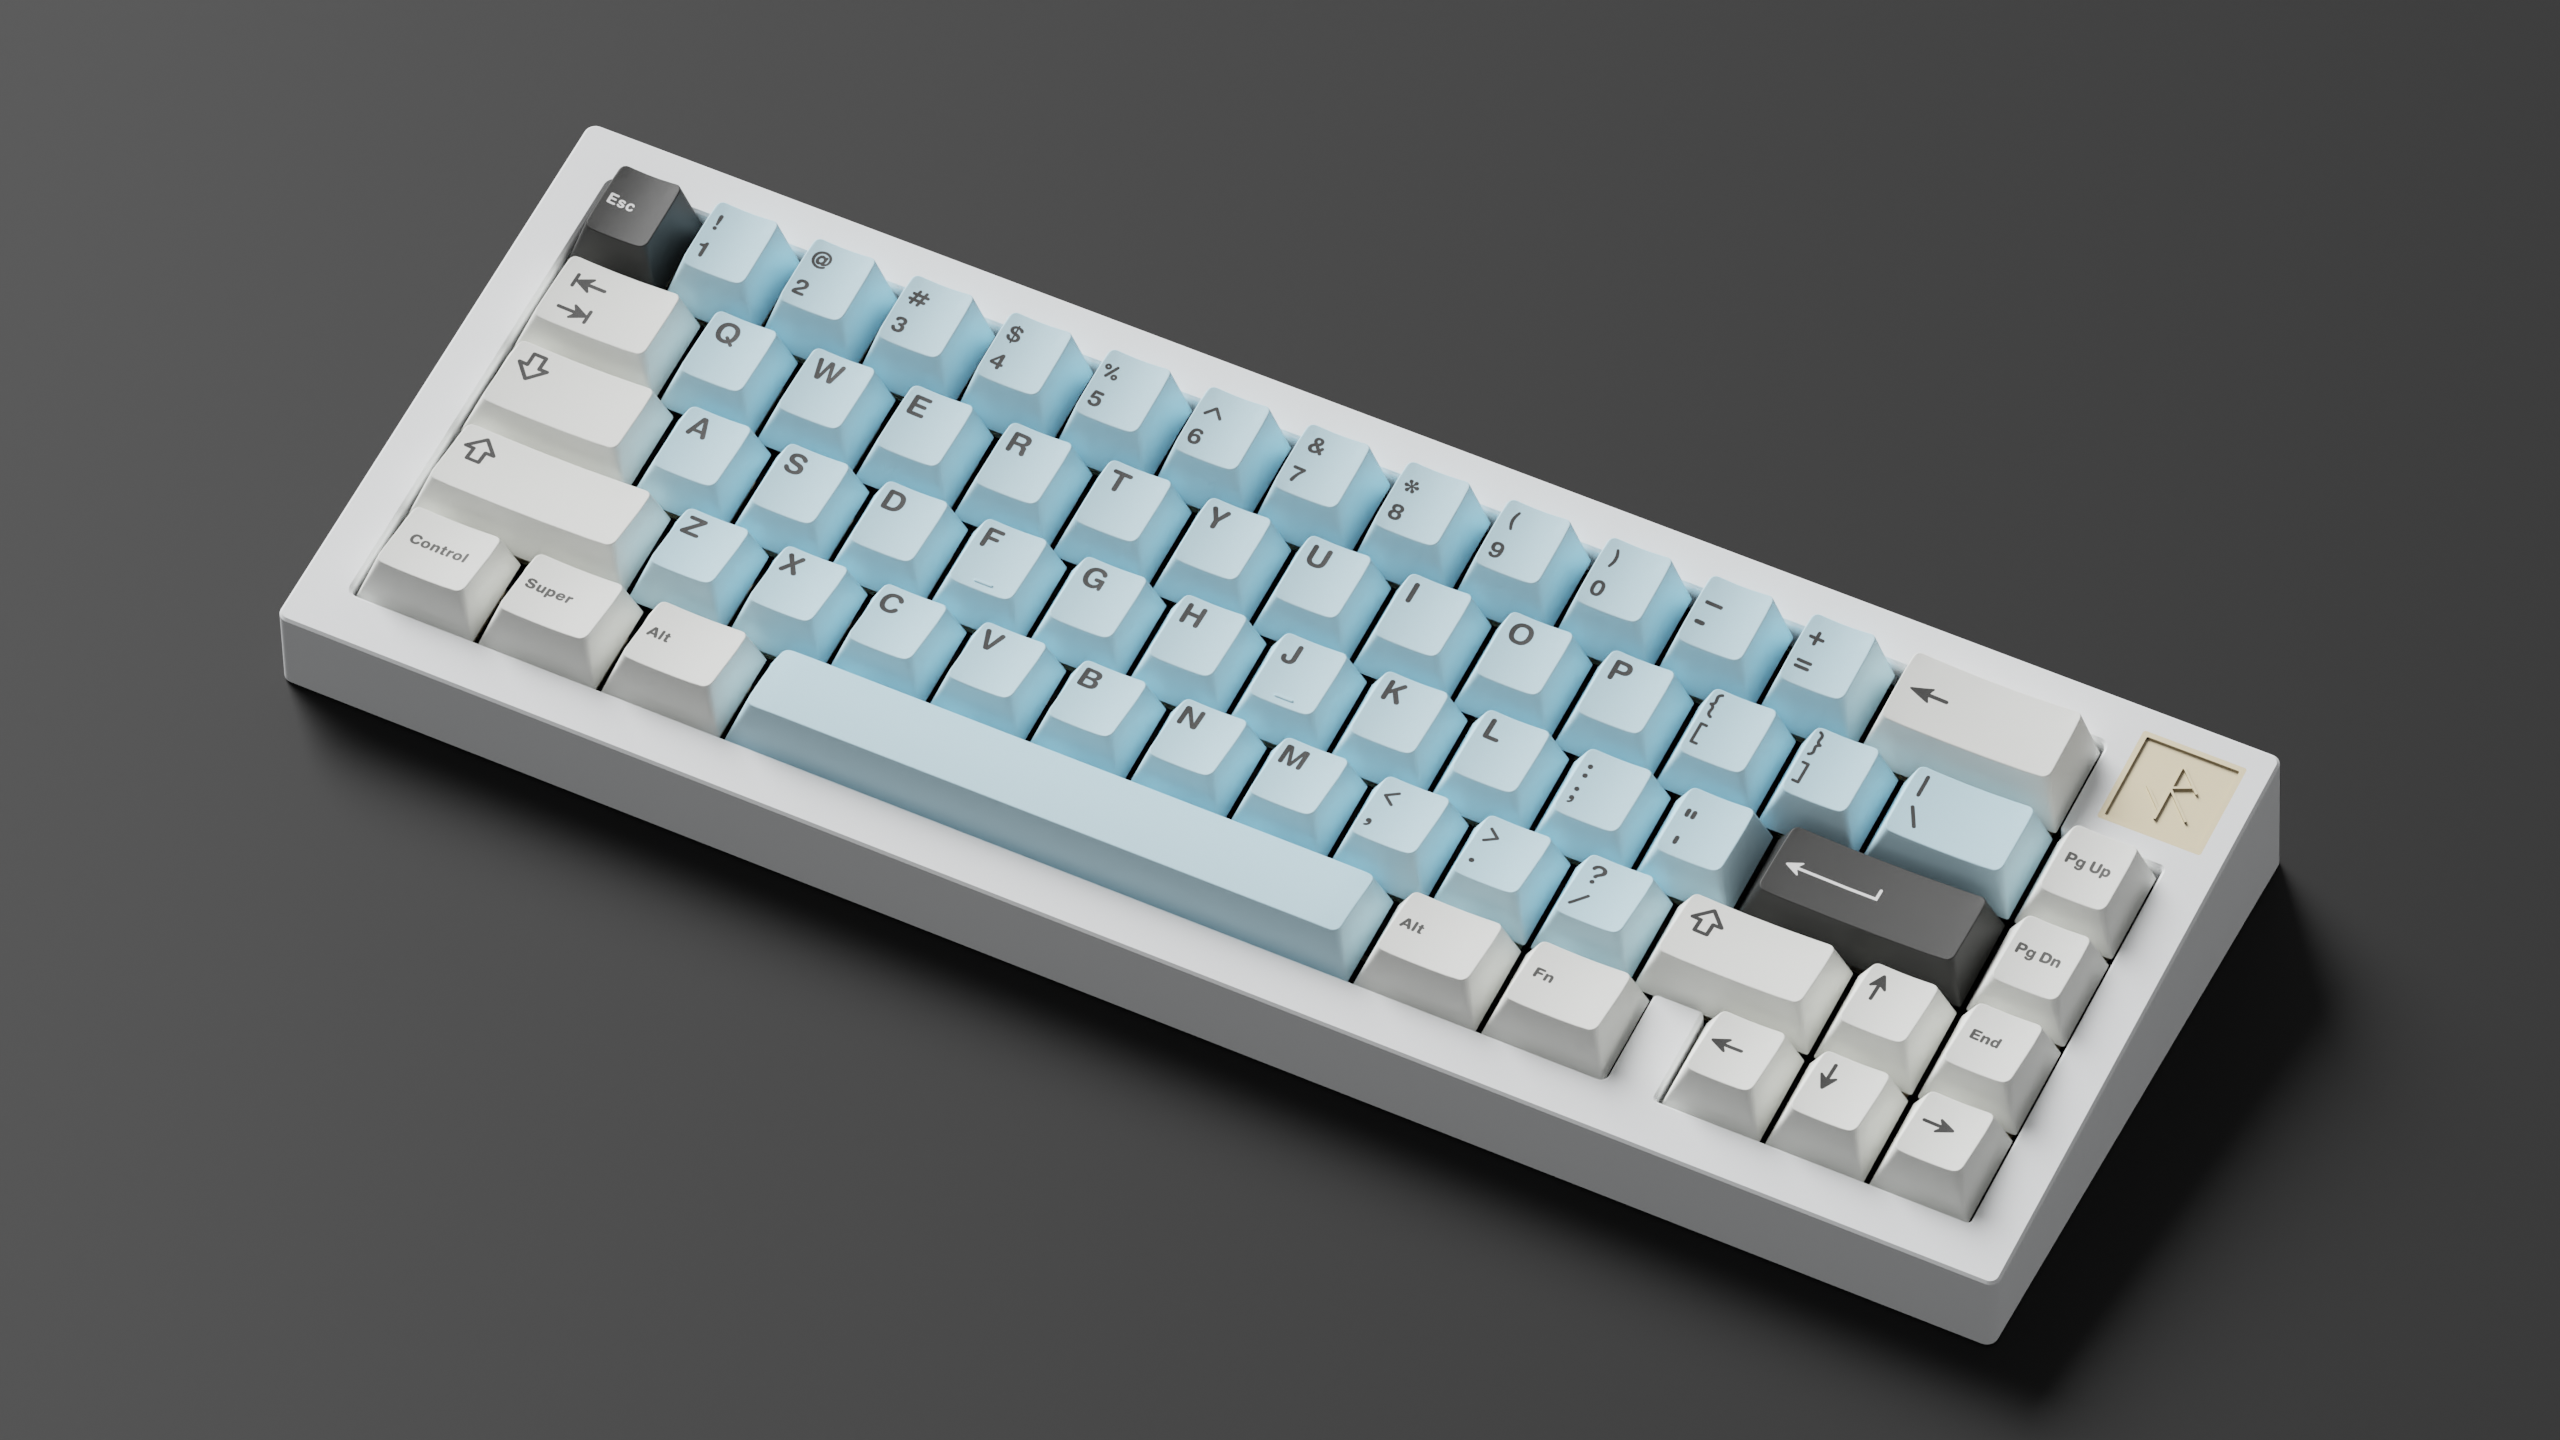 Esc ! 1 @ 2 # 3 $ 4 % 5 ^ 6 & 7 * 8 ( 9 ) 0 _ - + = ←
⇤ ⇥ Q W E R T Y U I O P { [ } ] | \ Pg Up
⇩ A S D F G H J K L : ; " ' ↵ Pg Dn
⇧ Z X C V B N M < , > . ? / ⇧ ↑ End
Control Super Alt Alt Fn ← ↓ →